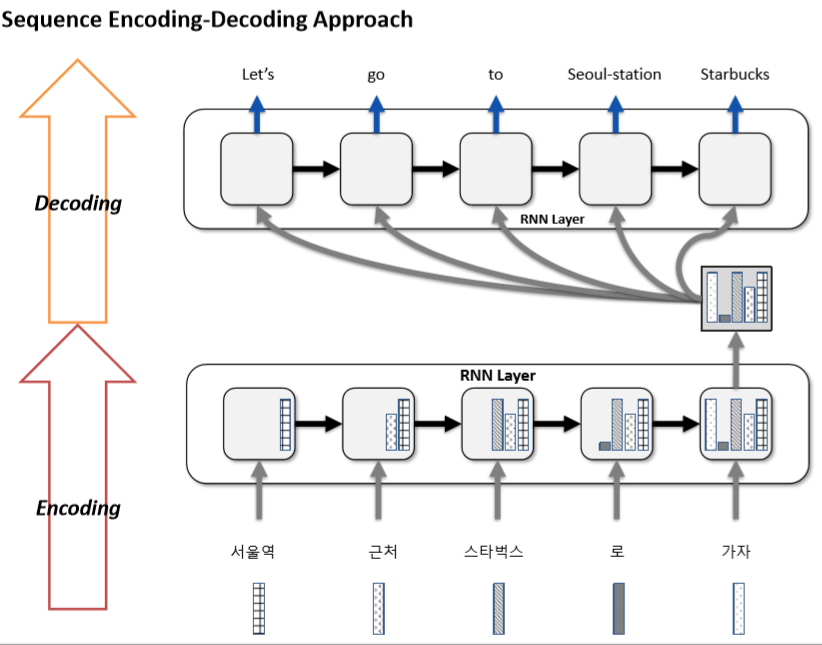 Sequence Encoding-Decoding Approach
Let's go to Seoul-station Starbucks
Decoding
RNN Layer
RNN Layer
Encoding
서울역 근처 스타벅스 로 가자